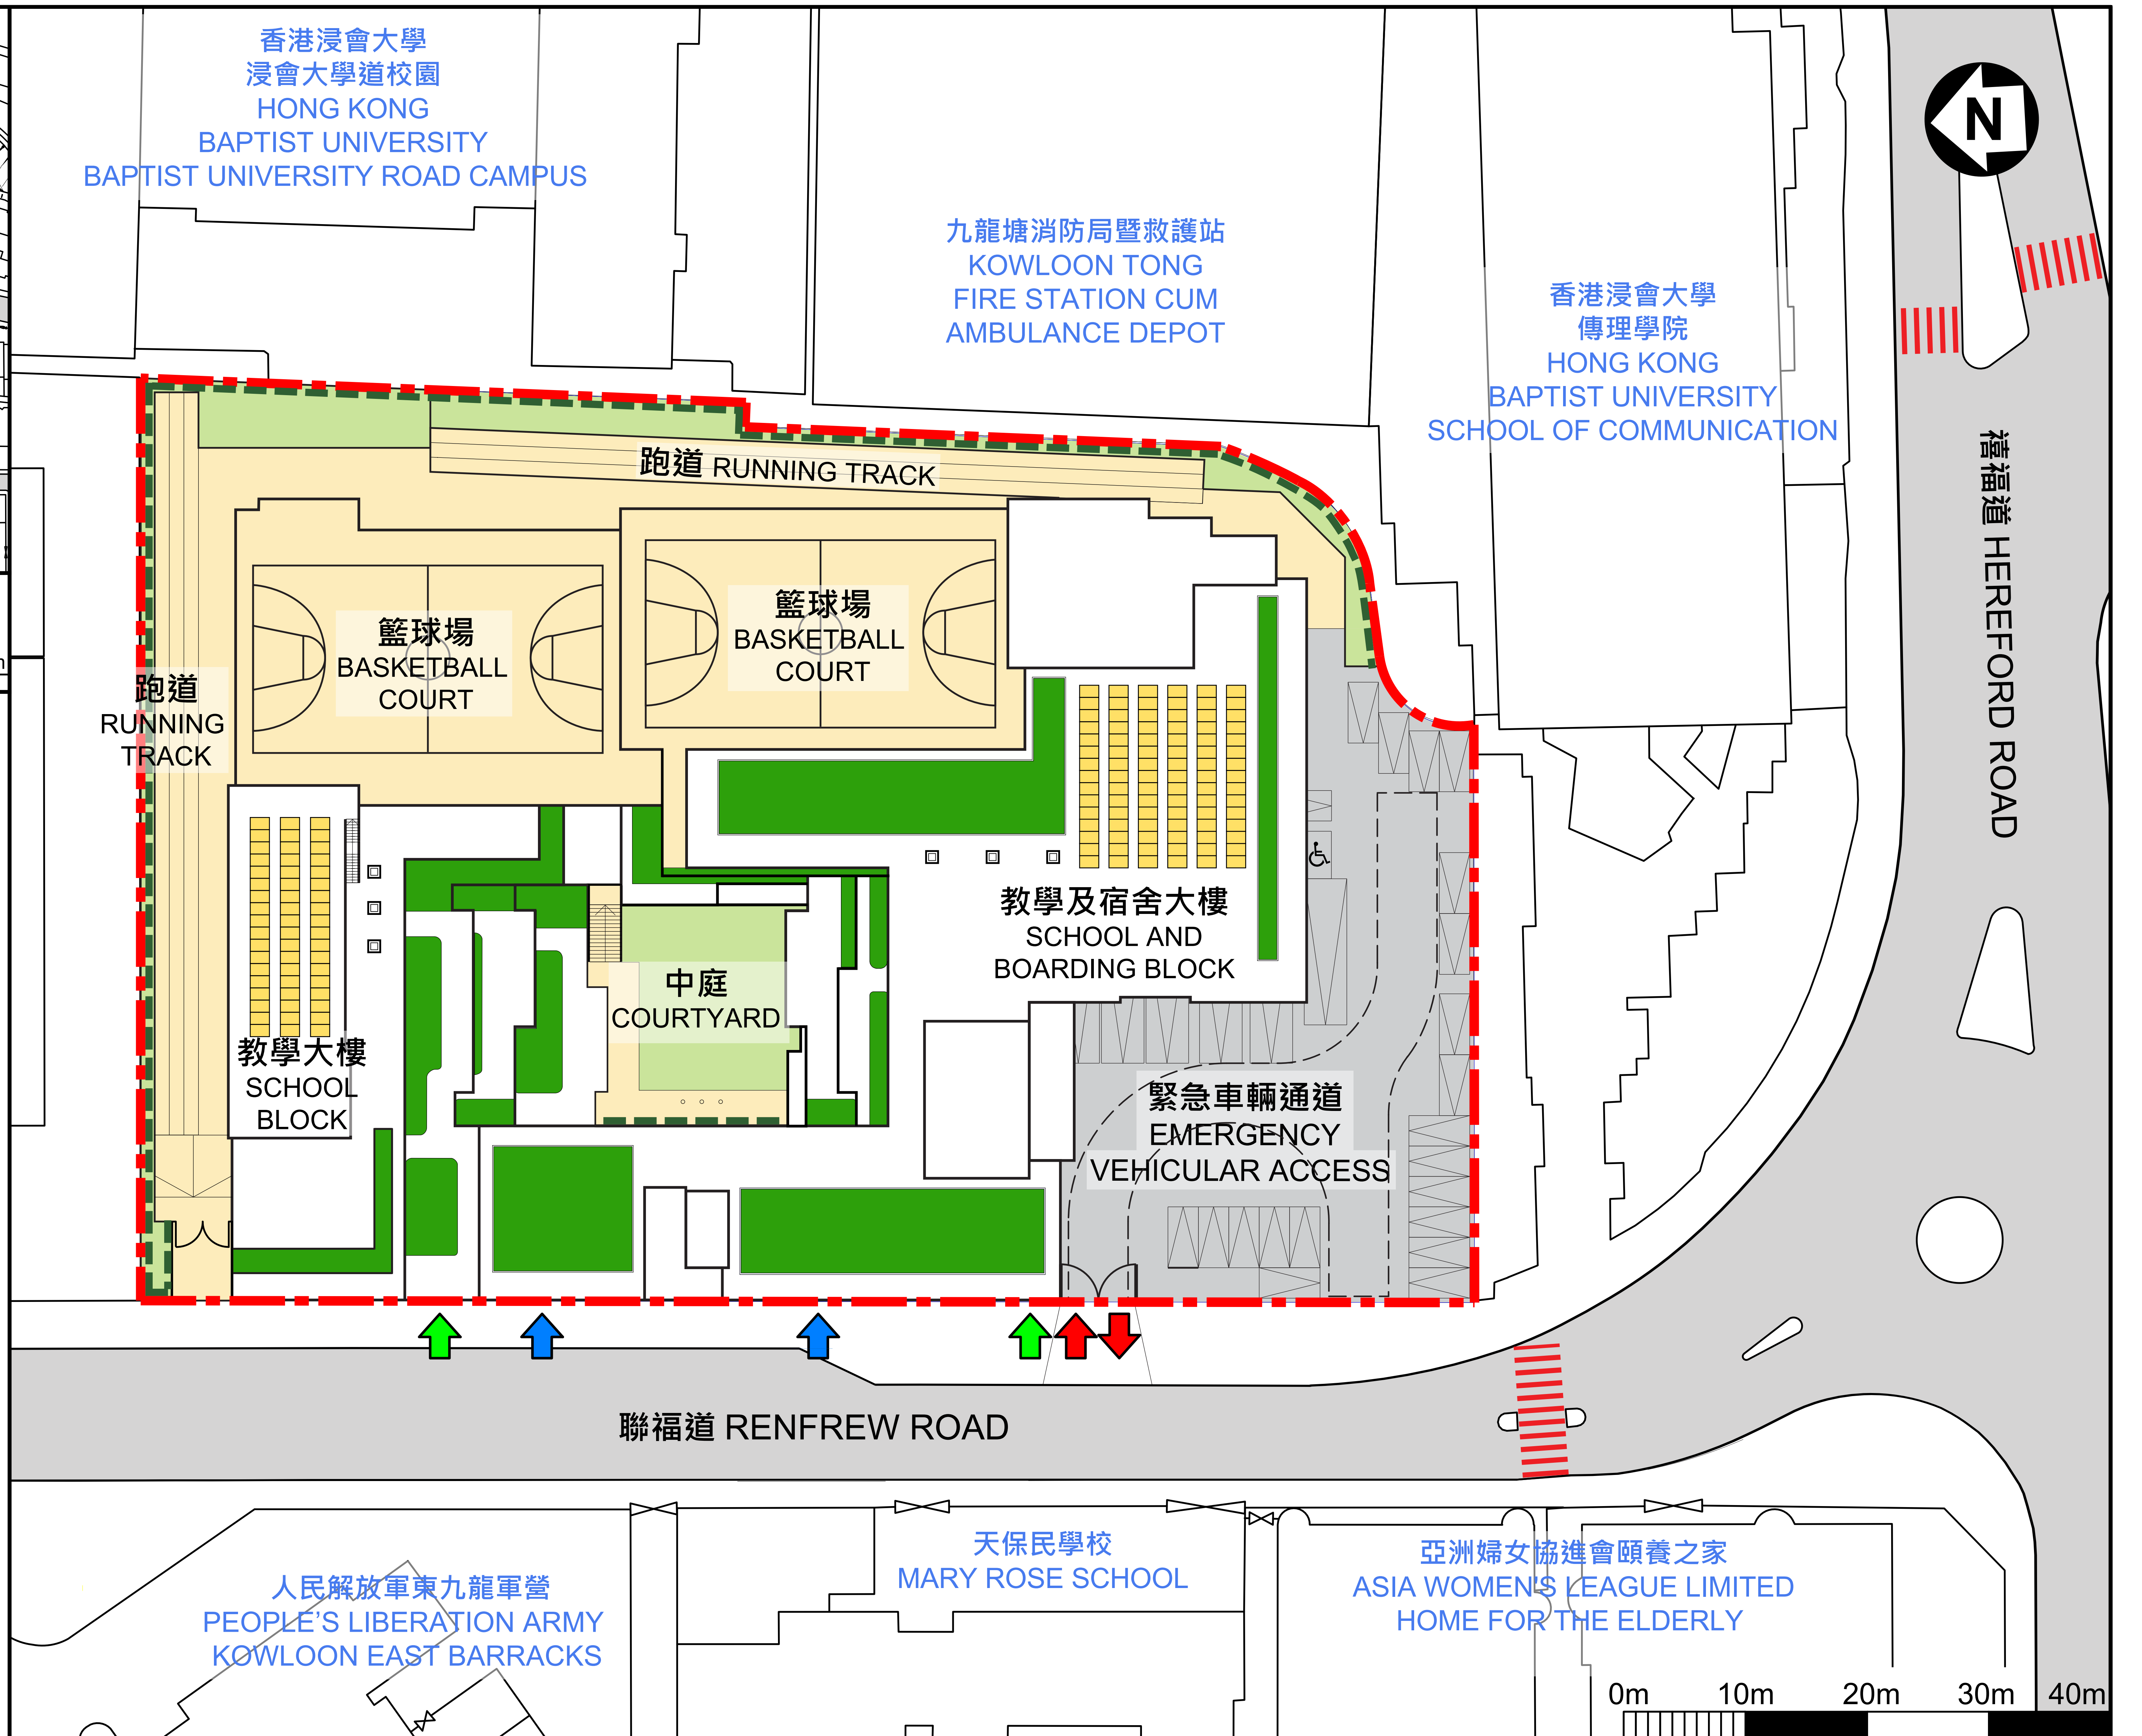 香港浸會大學
浸會大學道校園
HONG KONG
BAPTIST UNIVERSITY
BAPTIST UNIVERSITY ROAD CAMPUS
九龍塘消防局暨救護站
KOWLOON TONG
FIRE STATION CUM
AMBULANCE DEPOT
香港浸會大學
傳理學院
HONG KONG
BAPTIST UNIVERSITY
SCHOOL OF COMMUNICATION
N
禧福道 HEREFORD ROAD
跑道 RUNNING TRACK
籃球場
BASKETBALL
COURT
籃球場
BASKETBALL
COURT
跑道
RUNNING
TRACK
教學及宿舍大樓
SCHOOL AND
BOARDING BLOCK
中庭
COURTYARD
教學大樓
SCHOOL
BLOCK
緊急車輛通道
EMERGENCY
VEHICULAR ACCESS
聯福道 RENFREW ROAD
人民解放軍東九龍軍營
PEOPLE'S LIBERATION ARMY
KOWLOON EAST BARRACKS
天保民學校
MARY ROSE SCHOOL
亞洲婦女協進會頤養之家
ASIA WOMEN'S LEAGUE LIMITED
HOME FOR THE ELDERLY
0m 10m 20m 30m 40m